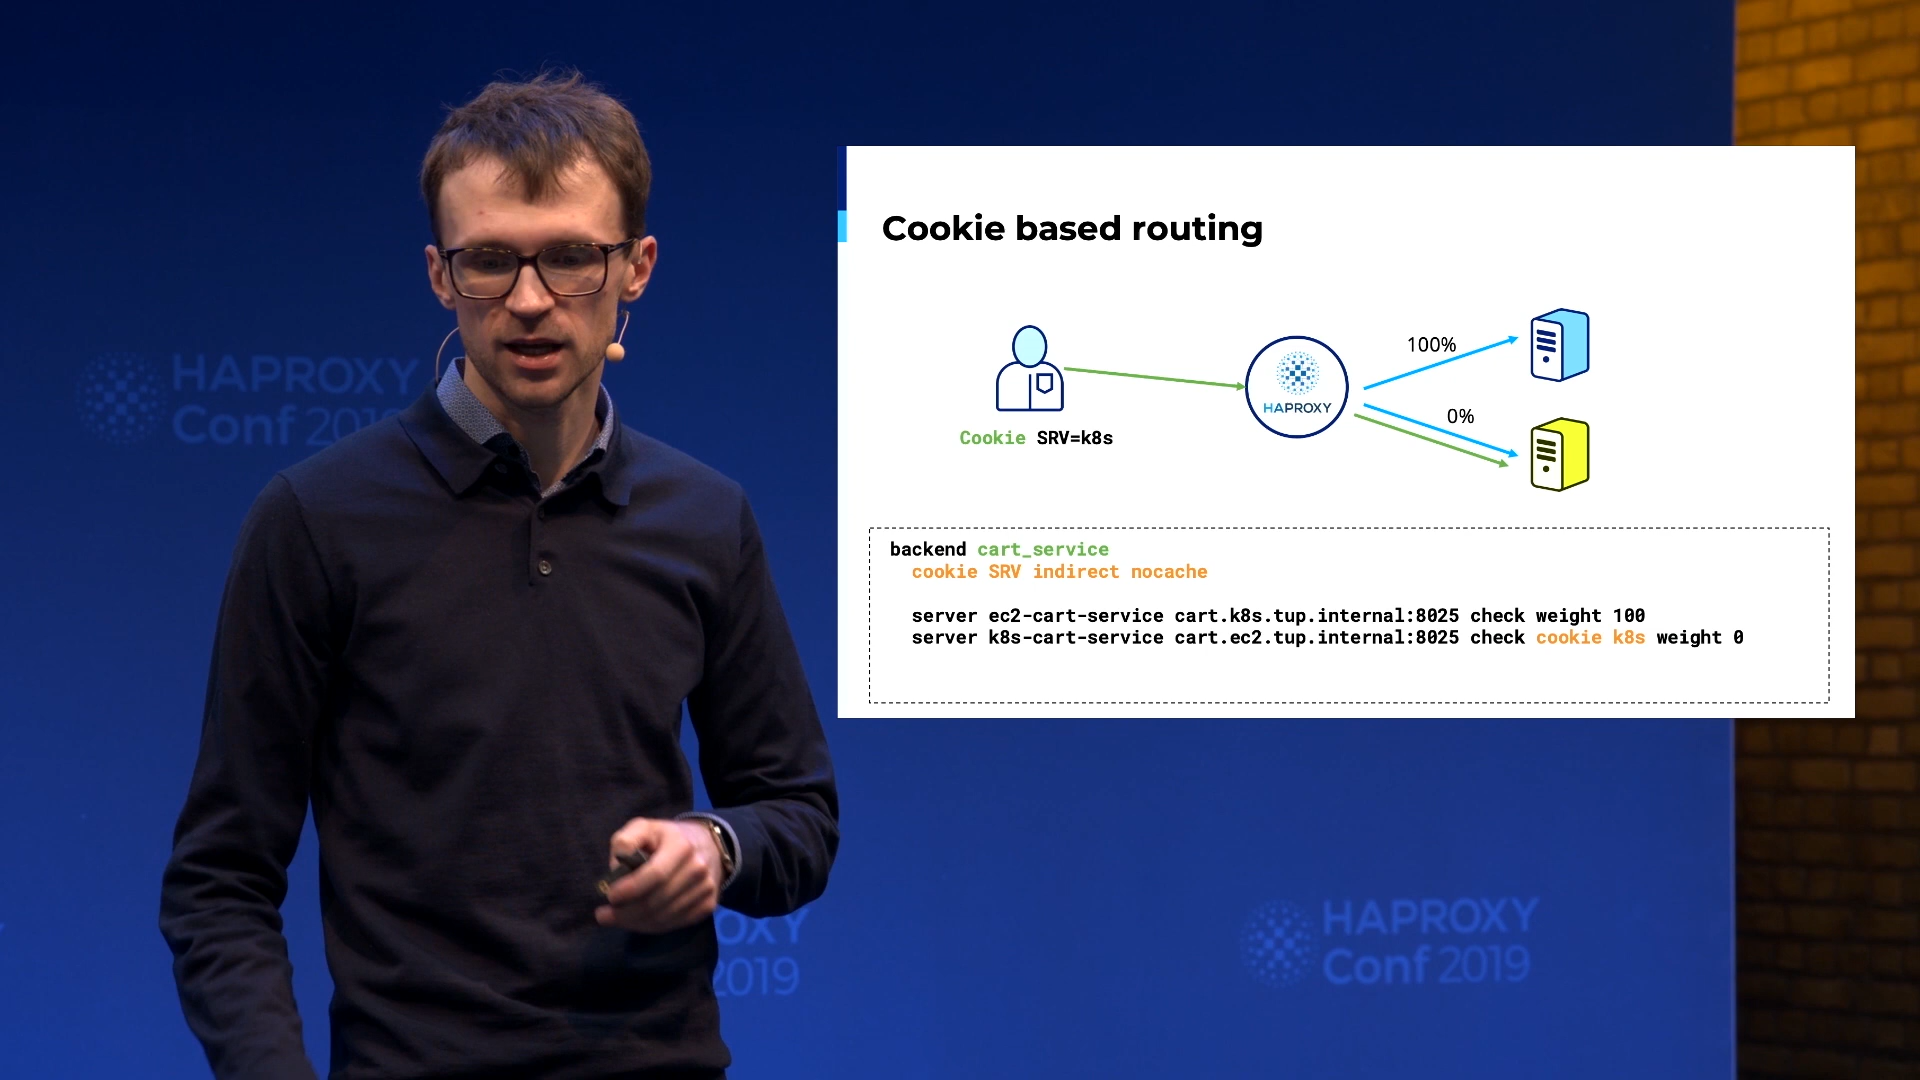 HAPROXY
Conf 2019
Cookie based routing
100%
0%
HAPROXY
Cookie SRV=k8s
backend cart_service
cookie SRV indirect nocache
server ec2-cart-service cart.k8s.tup.internal:8025 check weight 100
server k8s-cart-service cart.ec2.tup.internal:8025 check cookie k8s weight 0
OXY
2019
HAPROXY
Conf 2019